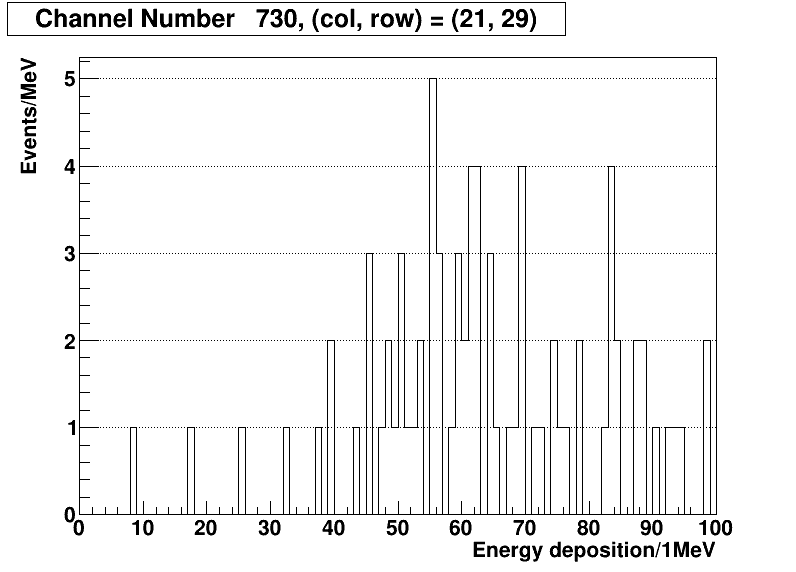 Channel Number 730, (col, row) = (21, 29)
Events/MeV
5
4
3
2
1
0
0 10 20 30 40 50 60 70 80 90 100
Energy deposition/1MeV